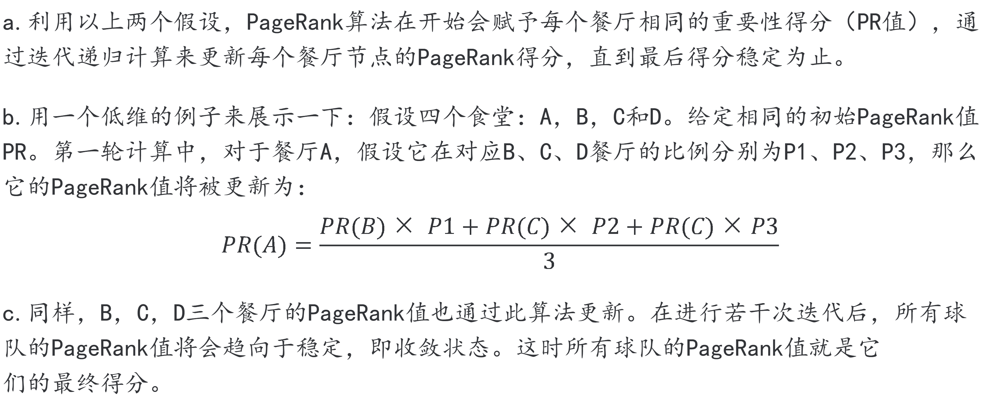 a. 利用以上两个假设，PageRank算法在开始会赋予每个餐厅相同的重要性得分（PR值），通
过迭代递归计算来更新每个餐厅节点的PageRank得分，直到最后得分稳定为止。
b. 用一个低维的例子来展示一下：假设四个食堂：A，B，C和D。给定相同的初始PageRank值
PR。第一轮计算中，对于餐厅A，假设它在对应B、C、D餐厅的比例分别为P1、P2、P3，那么
它的PageRank值将被更新为：
PR(B) × P1 + PR(C) × P2 + PR(C) × P3
PR(A) =
3
c. 同样，B，C，D三个餐厅的PageRank值也通过此算法更新。在进行若干次迭代后，所有球
队的PageRank值将会趋向于稳定，即收敛状态。这时所有球队的PageRank值就是它
们的最终得分。